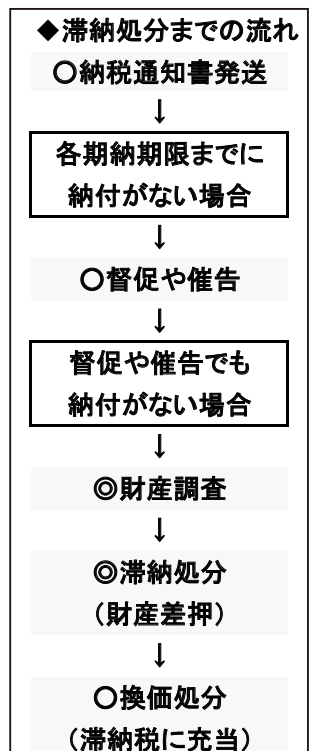 ◆滞納処分までの流れ
○納税通知書発送
↓
各期納期限までに
納付がない場合
↓
○督促や催告
↓
督促や催告でも
納付がない場合
↓
◎財産調査
↓
◎滞納処分
（財産差押）
↓
○換価処分
（滞納税に充当）